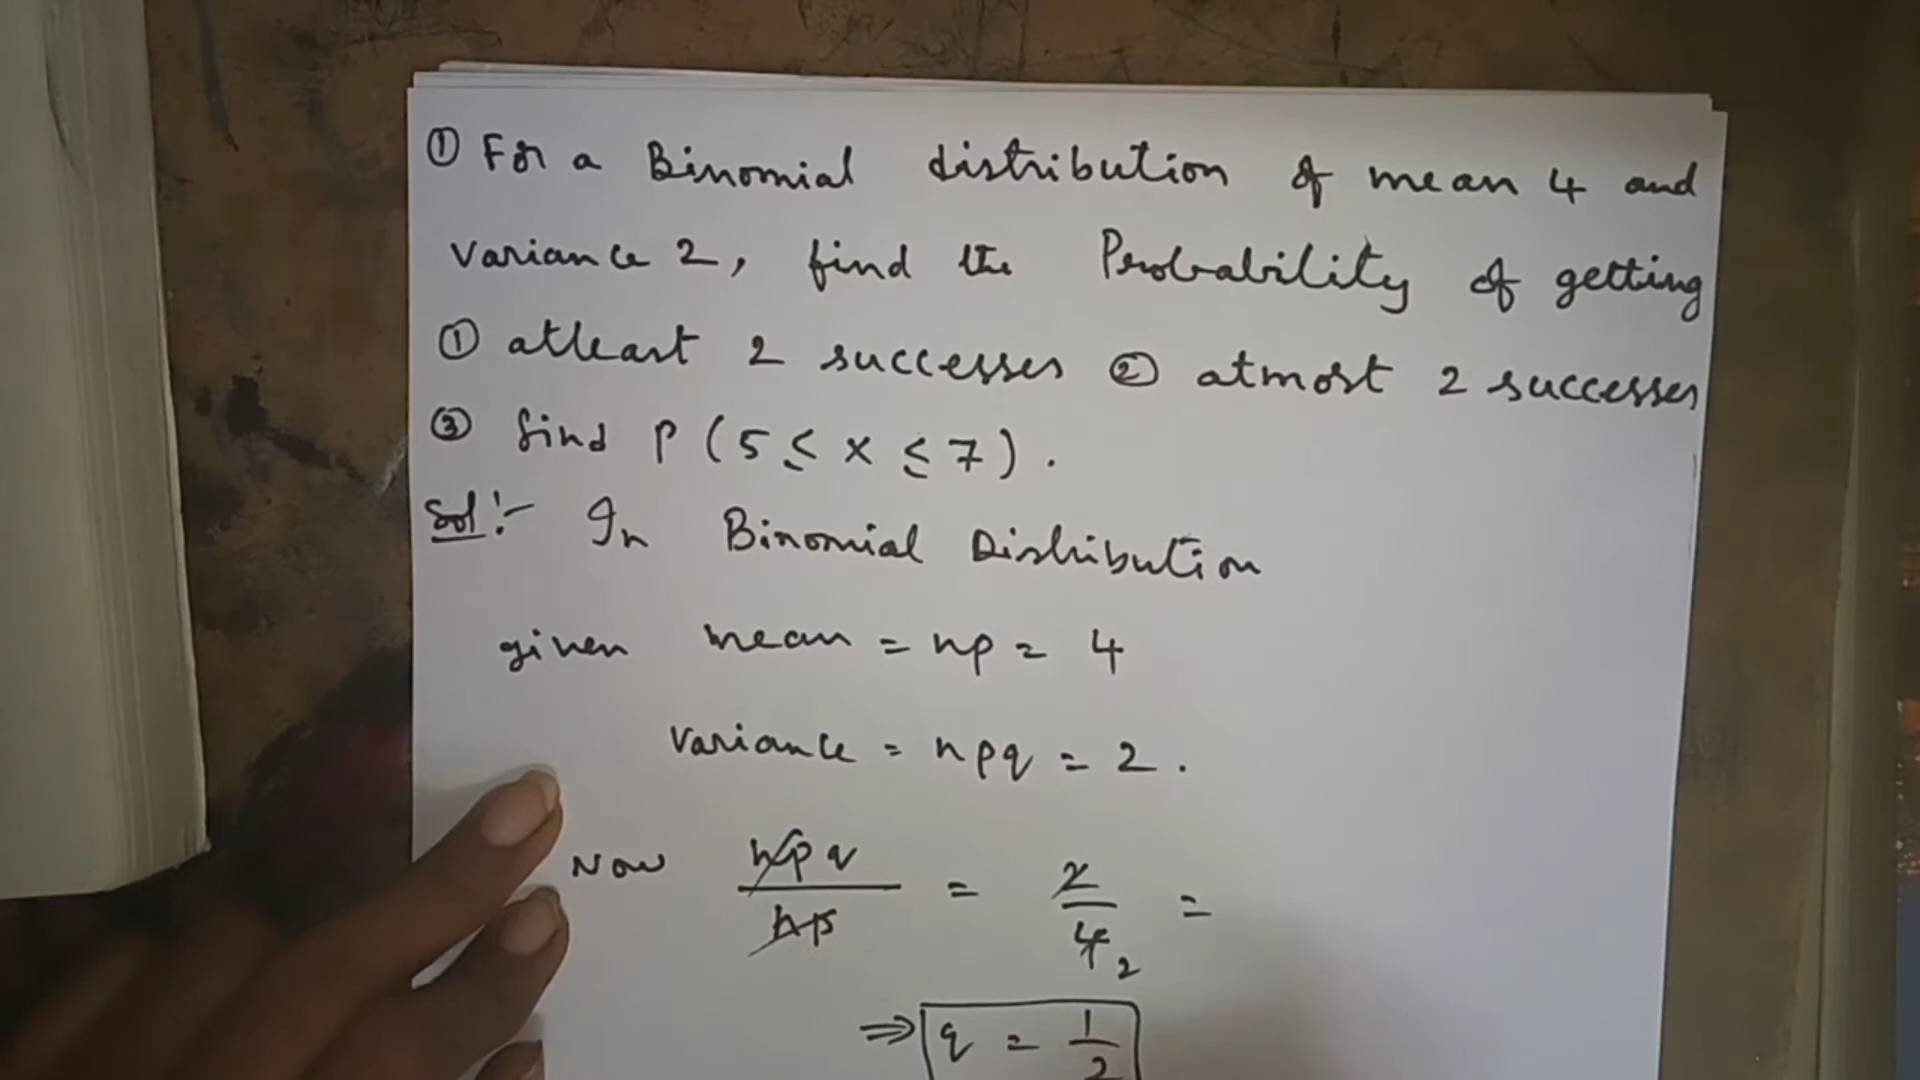 ① For a Binomial distribution of mean 4 and
variance 2, find the Probability of getting
① atleast 2 successes ② atmost 2 successes
③ find P(5 ≤ x ≤ 7).
Sol:- In Binomial Distribution
given mean = np = 4
variance = npq = 2.
Now npq/np = 2/4 2 =
⇒ q = 1/2